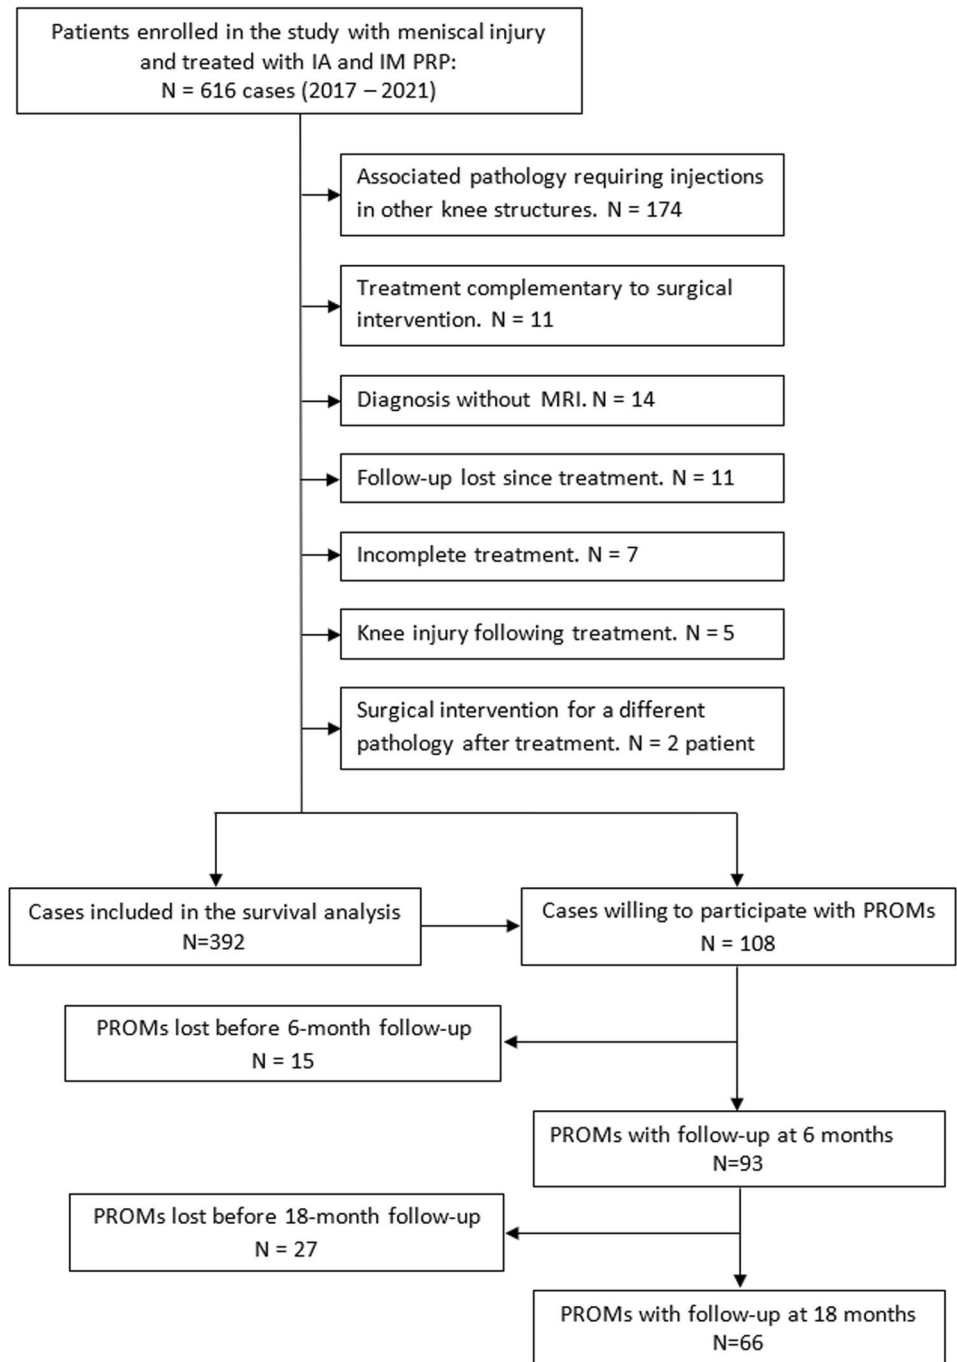 Patients enrolled in the study with meniscal injury
and treated with IA and IM PRP:
N = 616 cases (2017 – 2021)
Associated pathology requiring injections
in other knee structures. N = 174
Treatment complementary to surgical
intervention. N = 11
Diagnosis without MRI. N = 14
Follow-up lost since treatment. N = 11
Incomplete treatment. N = 7
Knee injury following treatment. N = 5
Surgical intervention for a different
pathology after treatment. N = 2 patient
Cases included in the survival analysis
N=392
Cases willing to participate with PROMs
N = 108
PROMs lost before 6-month follow-up
N = 15
PROMs with follow-up at 6 months
N=93
PROMs lost before 18-month follow-up
N = 27
PROMs with follow-up at 18 months
N=66